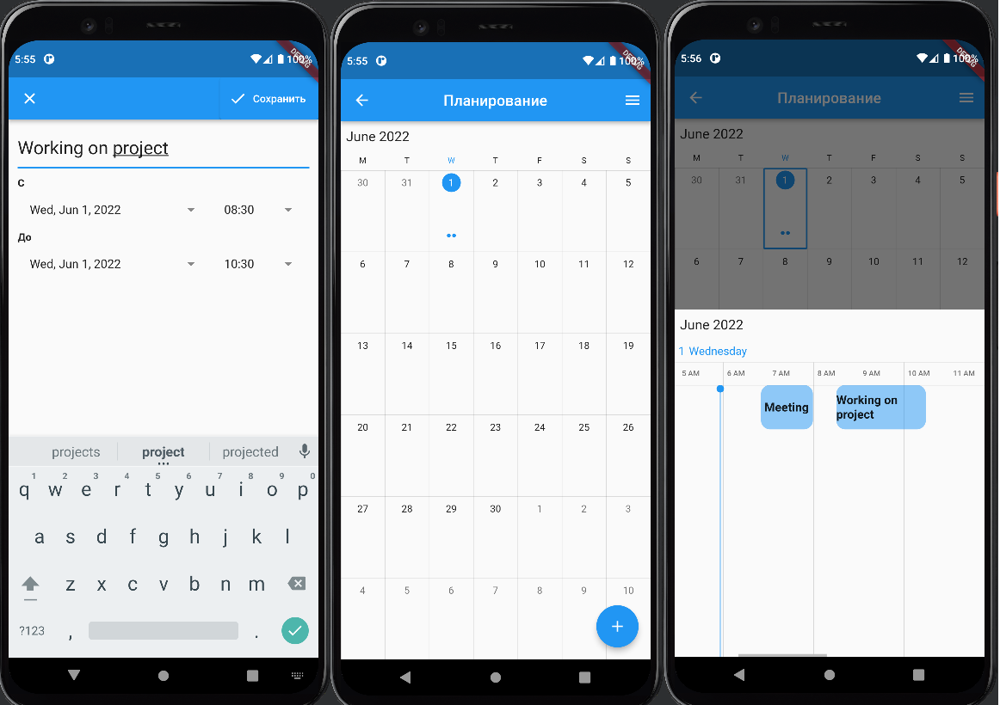 5:55 100%
DEBUG
Сохранить
Working on project
С
Wed, Jun 1, 2022 08:30
До
Wed, Jun 1, 2022 10:30
projects project projected
1 2 3 4 5 6 7 8 9 0
q w e r t y u i o p
a s d f g h j k l
z x c v b n m
?123 , .
5:55 100%
DEBUG
Планирование
June 2022
M T W T F S S
30 31 1 2 3 4 5
6 7 8 9 10 11 12
13 14 15 16 17 18 19
20 21 22 23 24 25 26
27 28 29 30 1 2 3
4 5 6 7 8 9 10
+
5:56 100%
DEBUG
Планирование
June 2022
M T W T F S S
30 31 1 2 3 4 5
6 7 8 9 10 11 12
June 2022
1 Wednesday
5 AM 6 AM 7 AM 8 AM 9 AM 10 AM 11 AM
Meeting
Working on
project